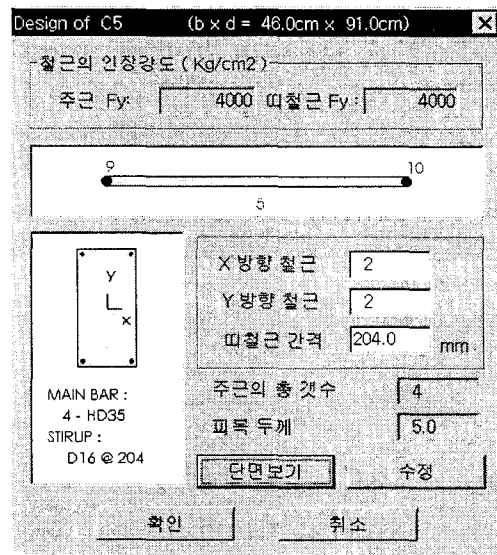 Design of C5 (b x d = 46.0cm x 91.0cm)
철근의 인장강도 ( Kg/cm2 )
주근 Fy: 4000 띠철근 Fy : 4000
9 10
5
Y
X
MAIN BAR :
4 - HD35
STIRUP :
D16 @ 204
X 방향 철근 2
Y 방향 철근 2
띠철근 간격 204.0 mm
주근의 총 갯수 4
피복 두께 5.0
단면보기 수정
확인 취소